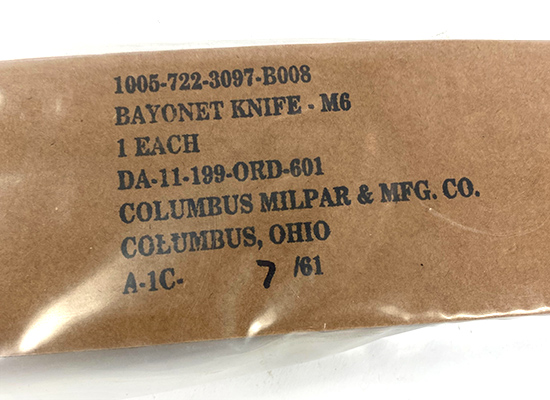 1005-722-3097-B008
BAYONET KNIFE - M6
1 EACH
DA-11-199-ORD-601
COLUMBUS MILPAR & MFG. CO.
COLUMBUS, OHIO
A-1C- 7 /61